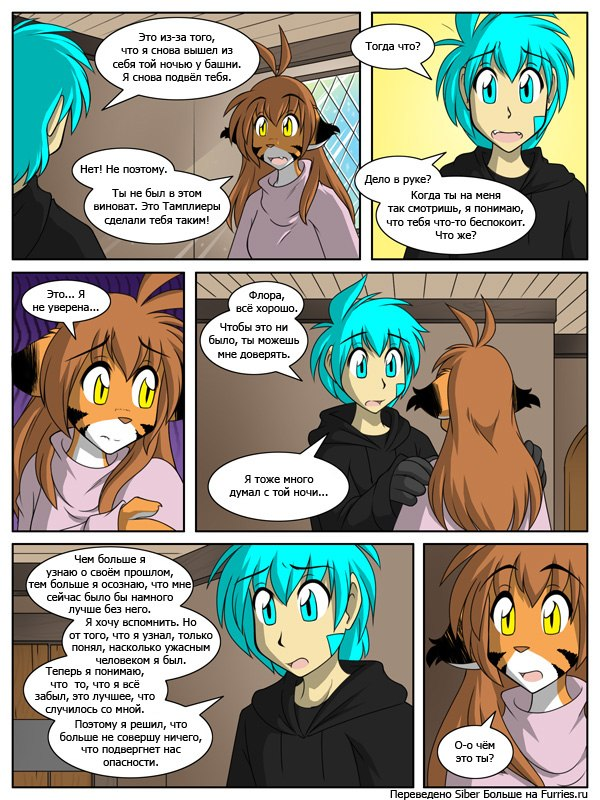 Это из-за того,
что я снова вышел из
себя той ночью у башни.
Я снова подвёл тебя.
Нет! Не поэтому.
Ты не был в этом
виноват. Это Тамплиеры
сделали тебя таким!
Тогда что?
Дело в руке?
Когда ты на меня
так смотришь, я понимаю,
что тебя что-то беспокоит.
Что же?
Это... Я
не уверена...
Флора,
всё хорошо.
Чтобы это ни
было, ты можешь
мне доверять.
Я тоже много
думал с той ночи...
Чем больше я
узнаю о своём прошлом,
тем больше я осознаю, что мне
сейчас было бы намного
лучше без него.
Я хочу вспомнить. Но
от того, что я узнал, только
понял, насколько ужасным
человеком я был.
Теперь я понимаю,
что то, что я всё
забыл, это лучшее, что
случилось со мной.
Поэтому я решил, что
больше не совершу ничего,
что подвергнет нас
опасности.
О-о чём
это ты?
Переведено Siber Больше на Furries.ru